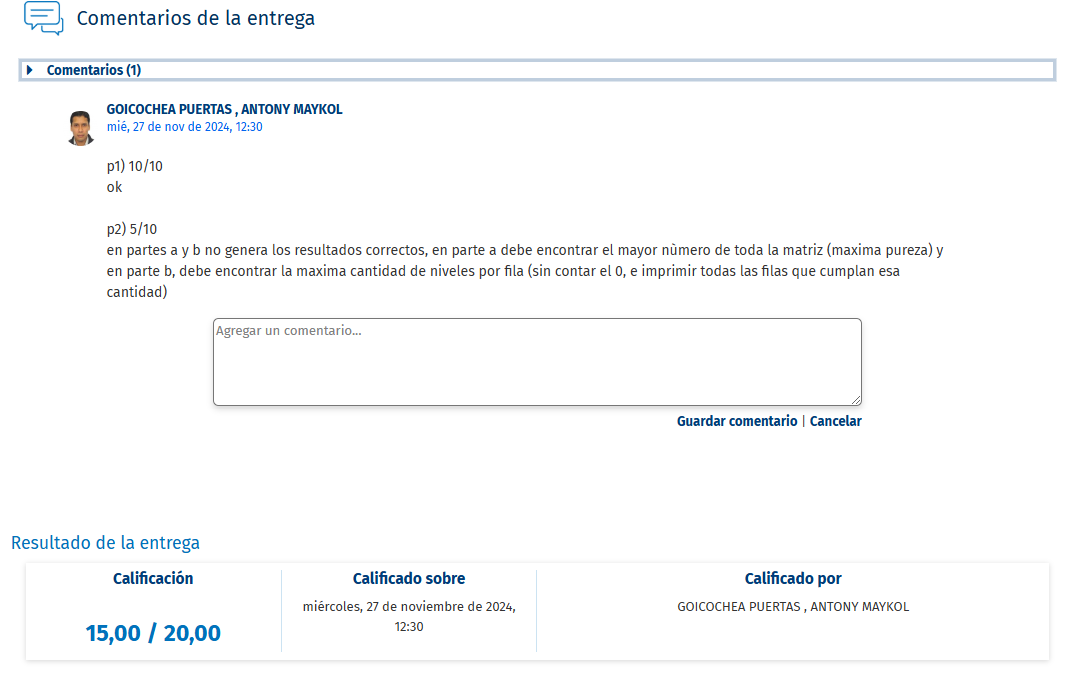 Comentarios de la entrega
Comentarios (1)
GOICOCHEA PUERTAS , ANTONY MAYKOL
mié, 27 de nov de 2024, 12:30
p1) 10/10
ok
p2) 5/10
en partes a y b no genera los resultados correctos, en parte a debe encontrar el mayor nùmero de toda la matriz (maxima pureza) y
en parte b, debe encontrar la maxima cantidad de niveles por fila (sin contar el 0, e imprimir todas las filas que cumplan esa
cantidad)
Agregar un comentario...
Guardar comentario | Cancelar
Resultado de la entrega
Calificación
15,00 / 20,00
Calificado sobre
miércoles, 27 de noviembre de 2024,
12:30
Calificado por
GOICOCHEA PUERTAS , ANTONY MAYKOL